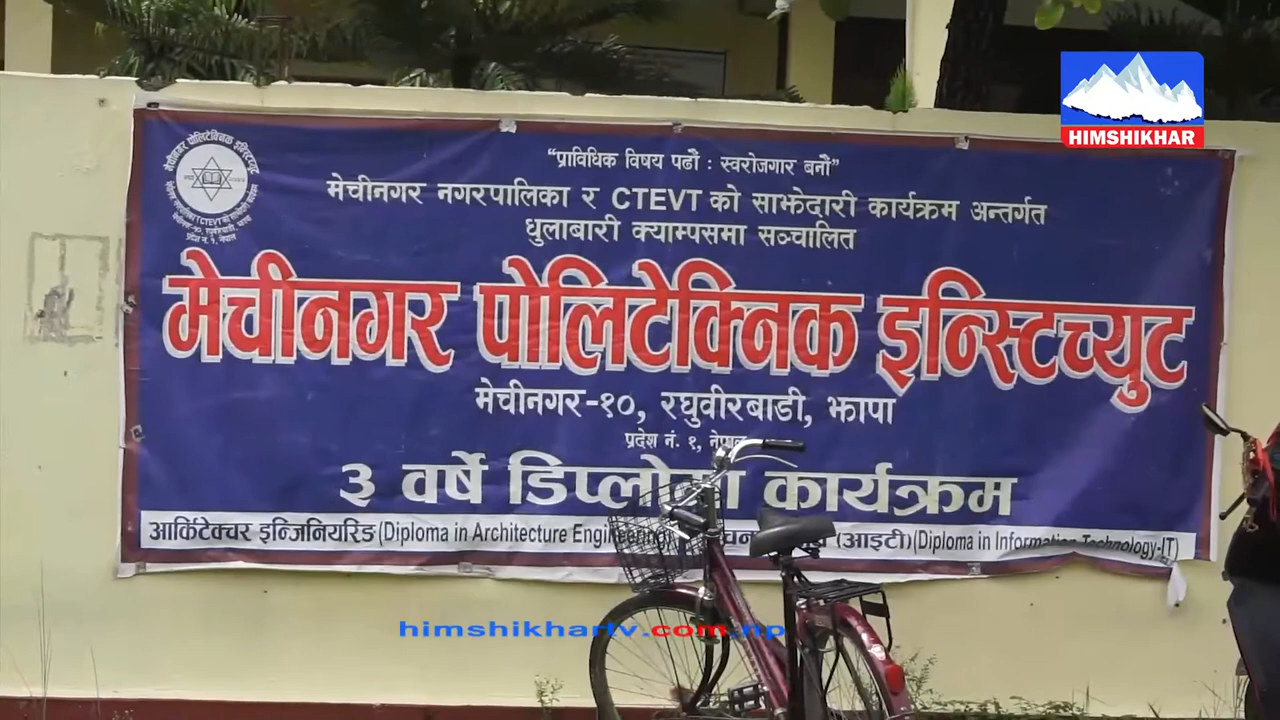 HIMSHIKHAR
"प्राविधिक विषय पढौं : स्वरोजगार बनौं"
मेचीनगर नगरपालिका र CTEVT को साझेदारी कार्यक्रम अन्तर्गत
धुलाबारी क्याम्पसमा सञ्चालित
मेचीनगर पोलिटेक्निक इन्स्टिच्युट
मेचीनगर-१०, रघुवीरबाडी, झापा
प्रदेश नं. १, नेपाल
३ वर्षे डिप्लोमा कार्यक्रम
आर्किटेक्चर इन्जिनियरिङ (Diploma in Architecture Engineering) (आइटी) (Diploma in Information Technology-IT)
himshikhartv.com.np